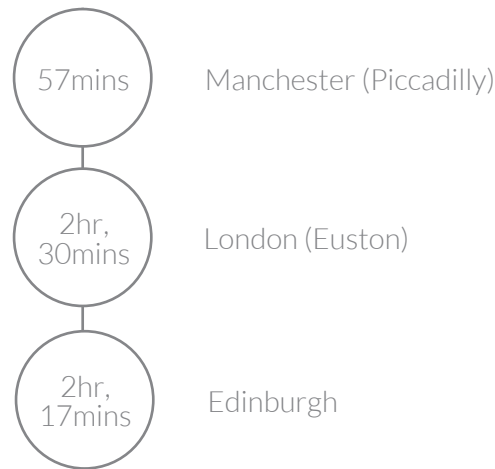 57mins
Manchester (Piccadilly)
2hr,
30mins
London (Euston)
2hr,
17mins
Edinburgh